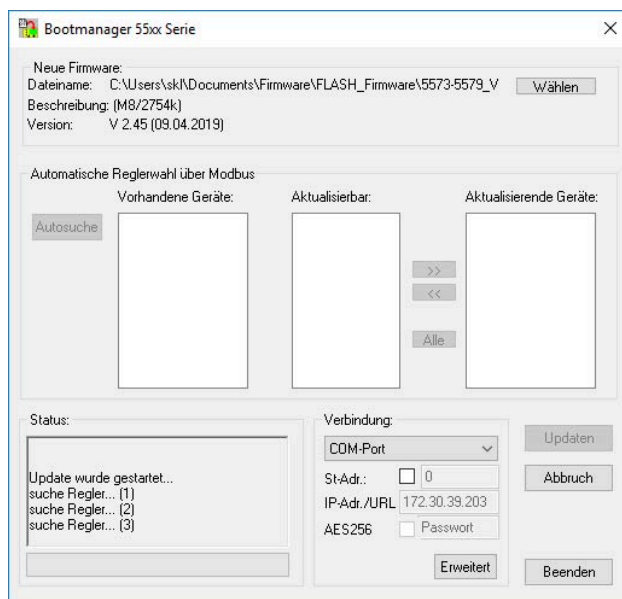 Bootmanager 55xx Serie
Neue Firmware:
Dateiname: C:\Users\skl\Documents\Firmware\FLASH_Firmware\5573-5579_V
Wählen
Beschreibung: (M8/2754k)
Version: V 2.45 (09.04.2019)
Automatische Reglerwahl über Modbus
Vorhandene Geräte: Aktualisierbar: Aktualisierende Geräte:
Autosuche
>>
<<
Alle
Status:
Update wurde gestartet...
suche Regler... (1)
suche Regler... (2)
suche Regler... (3)
Verbindung:
COM-Port
St-Adr.: 0
IP-Adr./URL 172.30.39.203
AES256 Passwort
Erweitert
Updaten
Abbruch
Beenden